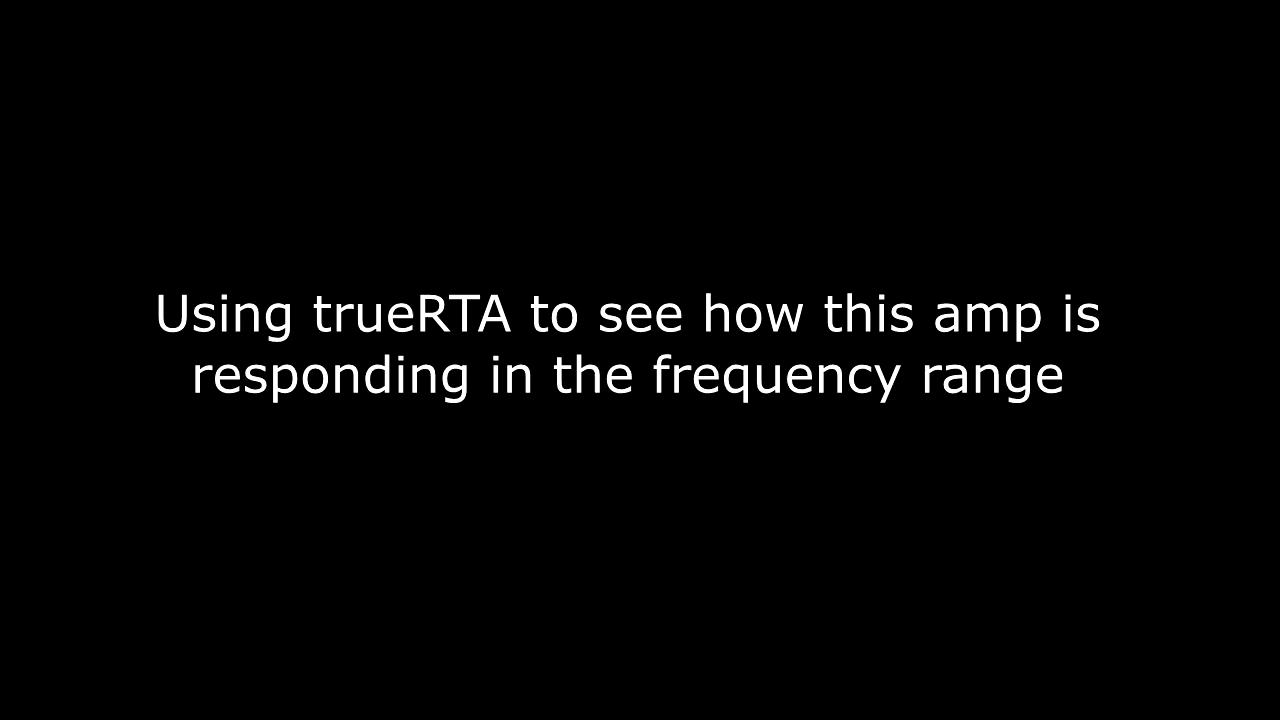 Using trueRTA to see how this amp is
responding in the frequency range